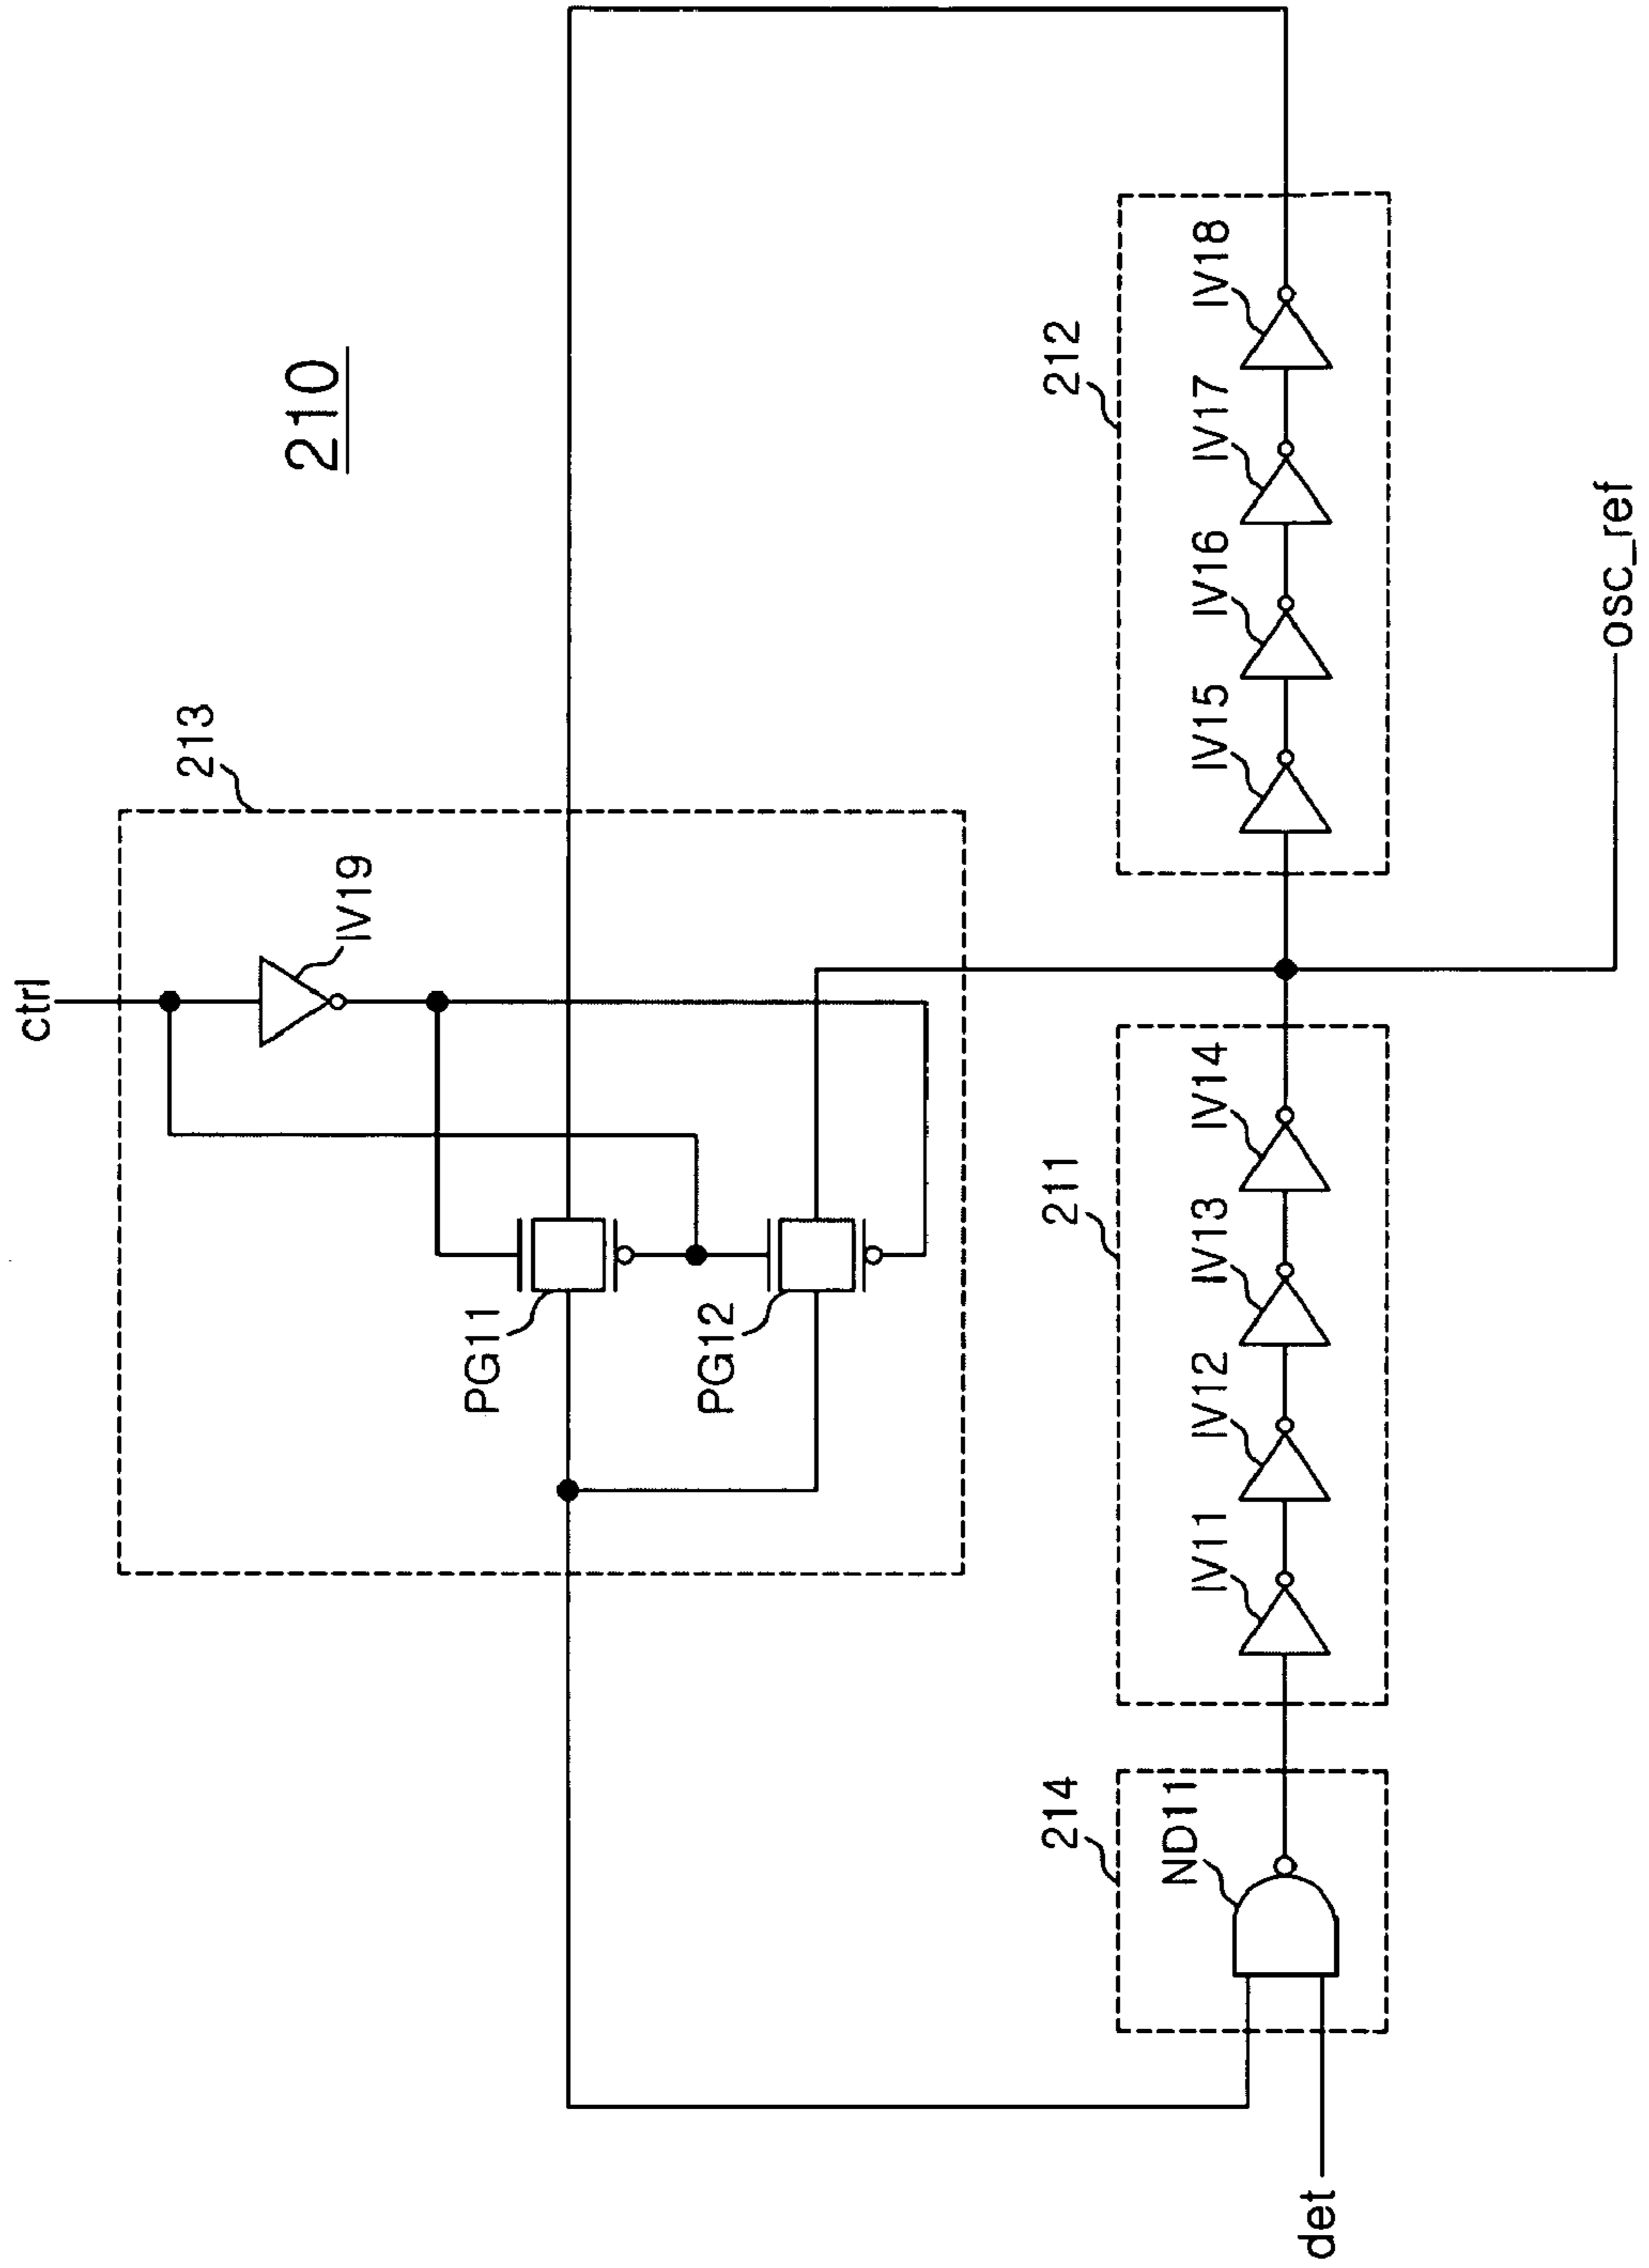 210
ctrl
213
IV19
PG11
PG12
214
ND11
211
IV11
IV12
IV13
IV14
212
IV15
IV16
IV17
IV18
det
osc_ref